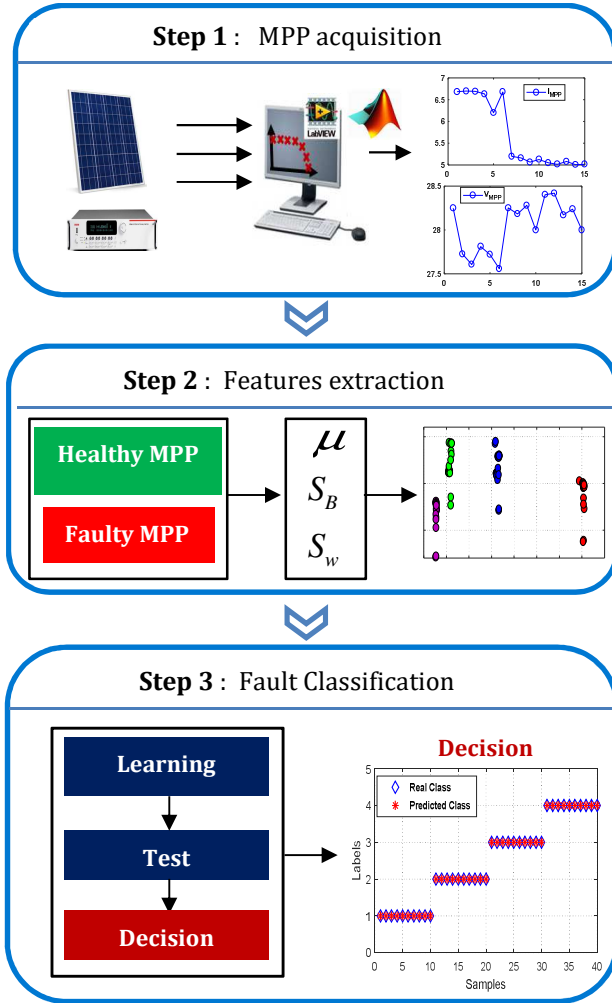 Step 1 : MPP acquisition
LabVIEW
7
6.5
6
5.5
5
0
5
10
15
I_MPP
28.5
28
27.5
0
5
10
15
V_MPP
Step 2 : Features extraction
Healthy MPP
Faulty MPP
μ
S_B
S_w
Step 3 : Fault Classification
Learning
Test
Decision
Decision
5
4
3
2
1
0
Labels
Real Class
Predicted Class
0 5 10 15 20 25 30 35 40
Samples